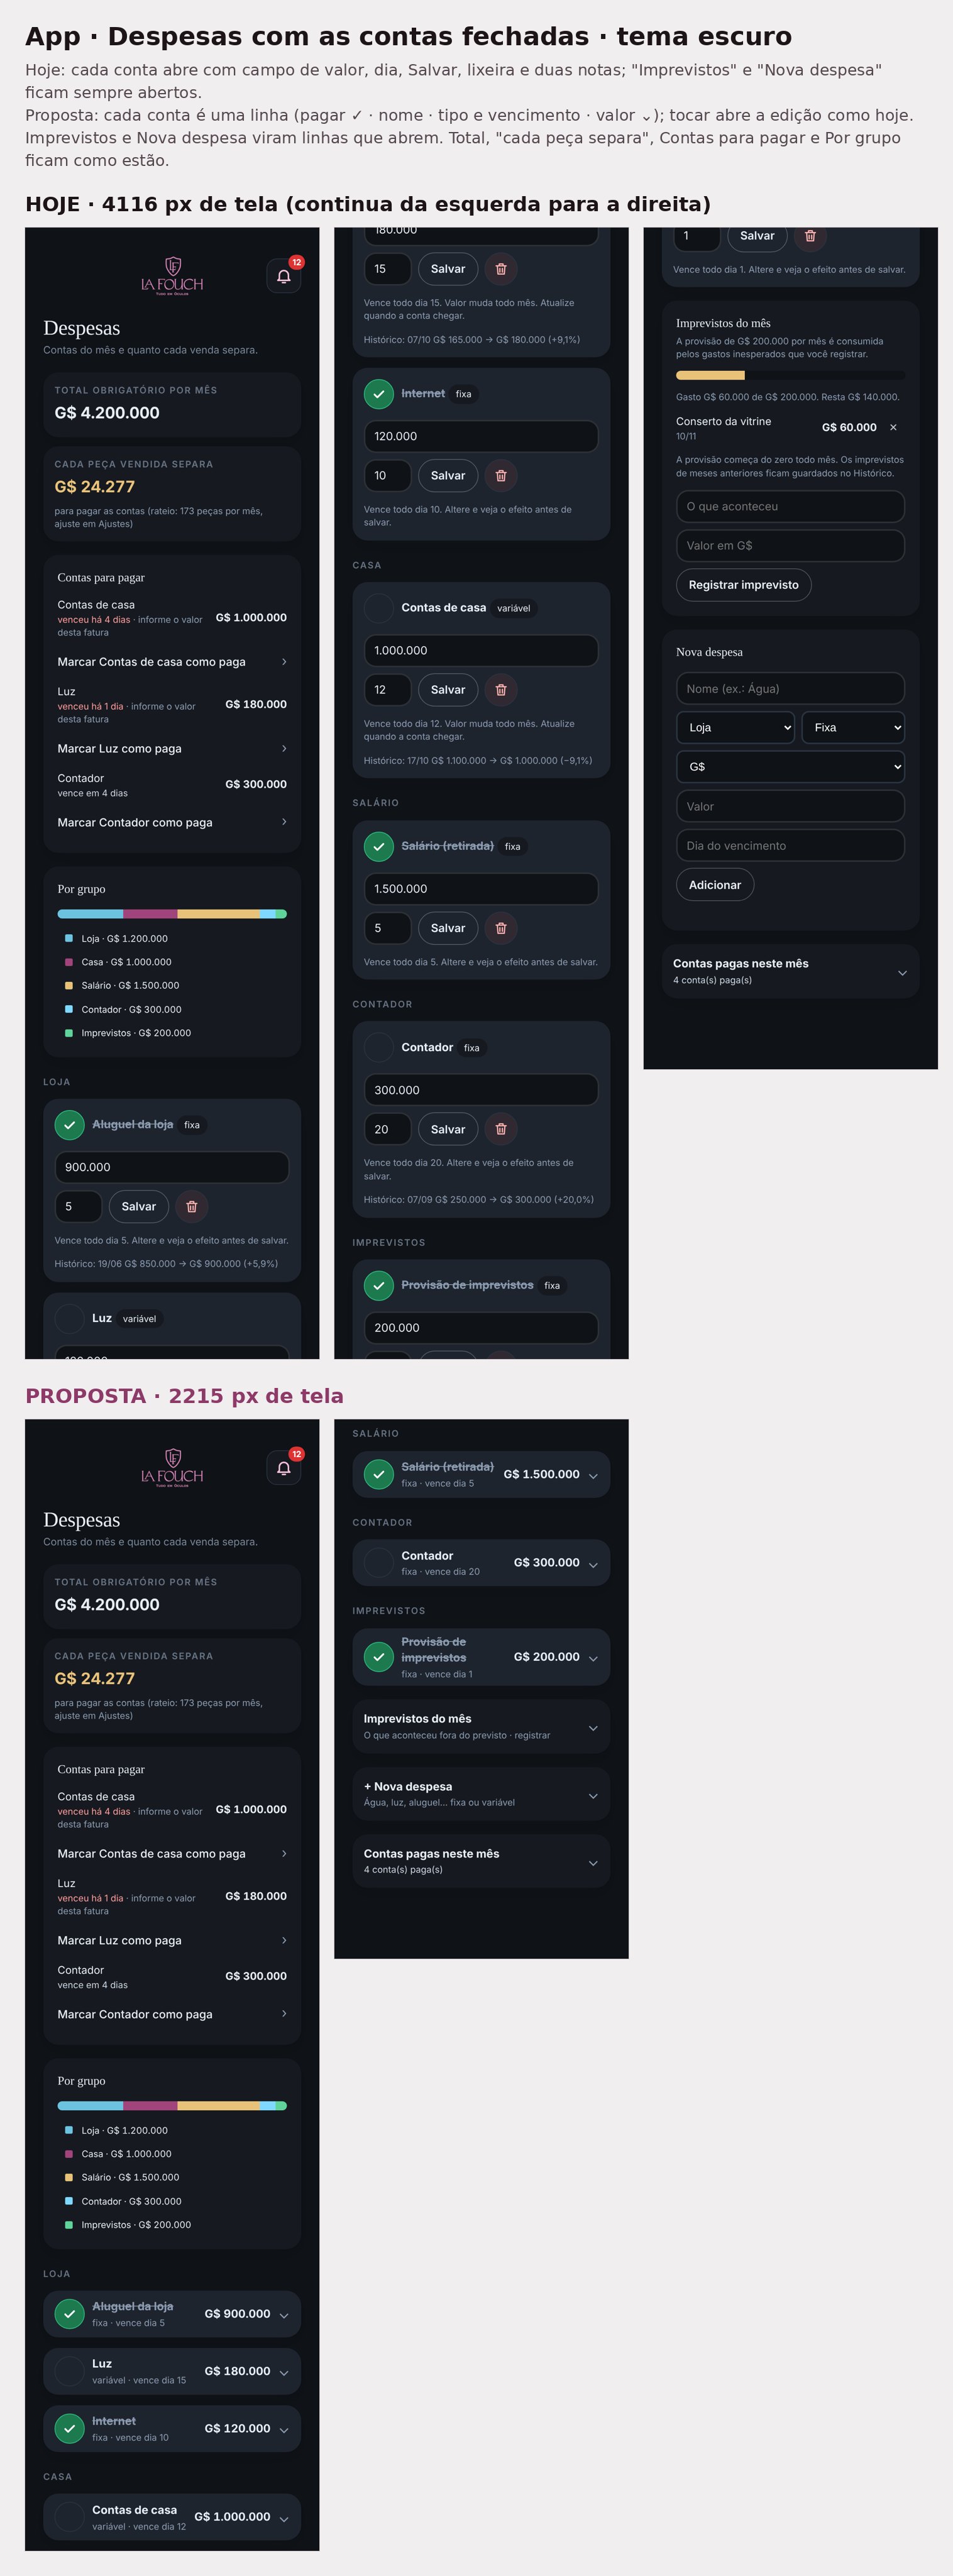 App · Despesas com as contas fechadas · tema escuro
Hoje: cada conta abre com campo de valor, dia, Salvar, lixeira e duas notas; "Imprevistos" e "Nova despesa"
ficam sempre abertos.
Proposta: cada conta é uma linha (pagar ✓ · nome · tipo e vencimento · valor ⌄); tocar abre a edição como hoje.
Imprevistos e Nova despesa viram linhas que abrem. Total, "cada peça separa", Contas para pagar e Por grupo
ficam como estão.
HOJE · 4116 px de tela (continua da esquerda para a direita)
LA FOUCH
12
Despesas
Contas do mês e quanto cada venda separa.
TOTAL OBRIGATÓRIO POR MÊS
G$ 4.200.000
CADA PEÇA VENDIDA SEPARA
G$ 24.277
para pagar as contas (rateio: 173 peças por mês,
ajuste em Ajustes)
Contas para pagar
Contas de casa
venceu há 4 dias · informe o valor
desta fatura
G$ 1.000.000
Marcar Contas de casa como paga ›
Luz
venceu há 1 dia · informe o valor
desta fatura
G$ 180.000
Marcar Luz como paga ›
Contador
vence em 4 dias
G$ 300.000
Marcar Contador como paga ›
Por grupo
Loja · G$ 1.200.000
Casa · G$ 1.000.000
Salário · G$ 1.500.000
Contador · G$ 300.000
Imprevistos · G$ 200.000
LOJA
Aluguel da loja fixa
900.000
5 Salvar
Vence todo dia 5. Altere e veja o efeito antes de salvar.
Histórico: 19/06 G$ 850.000 → G$ 900.000 (+5,9%)
Luz variável
180.000
180.000
15 Salvar
Vence todo dia 15. Valor muda todo mês. Atualize
quando a conta chegar.
Histórico: 07/10 G$ 165.000 → G$ 180.000 (+9,1%)
Internet fixa
120.000
10 Salvar
Vence todo dia 10. Altere e veja o efeito antes de
salvar.
CASA
Contas de casa variável
1.000.000
12 Salvar
Vence todo dia 12. Valor muda todo mês. Atualize
quando a conta chegar.
Histórico: 17/10 G$ 1.100.000 → G$ 1.000.000 (−9,1%)
SALÁRIO
Salário (retirada) fixa
1.500.000
5 Salvar
Vence todo dia 5. Altere e veja o efeito antes de salvar.
CONTADOR
Contador fixa
300.000
20 Salvar
Vence todo dia 20. Altere e veja o efeito antes de
salvar.
Histórico: 07/09 G$ 250.000 → G$ 300.000 (+20,0%)
IMPREVISTOS
Provisão de imprevistos fixa
200.000
1 Salvar
Vence todo dia 1. Altere e veja o efeito antes de salvar.
Imprevistos do mês
A provisão de G$ 200.000 por mês é consumida
pelos gastos inesperados que você registrar.
Gasto G$ 60.000 de G$ 200.000. Resta G$ 140.000.
Conserto da vitrine
10/11
G$ 60.000 ×
A provisão começa do zero todo mês. Os imprevistos
de meses anteriores ficam guardados no Histórico.
O que aconteceu
Valor em G$
Registrar imprevisto
Nova despesa
Nome (ex.: Água)
Loja Fixa
G$
Valor
Dia do vencimento
Adicionar
Contas pagas neste mês
4 conta(s) paga(s)
PROPOSTA · 2215 px de tela
LA FOUCH
12
Despesas
Contas do mês e quanto cada venda separa.
TOTAL OBRIGATÓRIO POR MÊS
G$ 4.200.000
CADA PEÇA VENDIDA SEPARA
G$ 24.277
para pagar as contas (rateio: 173 peças por mês,
ajuste em Ajustes)
Contas para pagar
Contas de casa
venceu há 4 dias · informe o valor
desta fatura
G$ 1.000.000
Marcar Contas de casa como paga ›
Luz
venceu há 1 dia · informe o valor
desta fatura
G$ 180.000
Marcar Luz como paga ›
Contador
vence em 4 dias
G$ 300.000
Marcar Contador como paga ›
Por grupo
Loja · G$ 1.200.000
Casa · G$ 1.000.000
Salário · G$ 1.500.000
Contador · G$ 300.000
Imprevistos · G$ 200.000
LOJA
Aluguel da loja
fixa · vence dia 5
G$ 900.000
Luz
variável · vence dia 15
G$ 180.000
Internet
fixa · vence dia 10
G$ 120.000
CASA
Contas de casa
variável · vence dia 12
G$ 1.000.000
SALÁRIO
Salário (retirada)
fixa · vence dia 5
G$ 1.500.000
CONTADOR
Contador
fixa · vence dia 20
G$ 300.000
IMPREVISTOS
Provisão de
imprevistos
fixa · vence dia 1
G$ 200.000
Imprevistos do mês
O que aconteceu fora do previsto · registrar
+ Nova despesa
Água, luz, aluguel... fixa ou variável
Contas pagas neste mês
4 conta(s) paga(s)